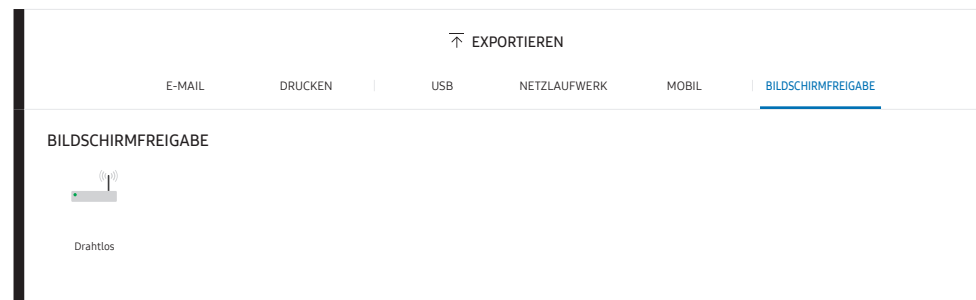 EXPORTIEREN
E-MAIL DRUCKEN USB NETZLAUFWERK MOBIL BILDSCHIRMFREIGABE
BILDSCHIRMFREIGABE
Drahtlos